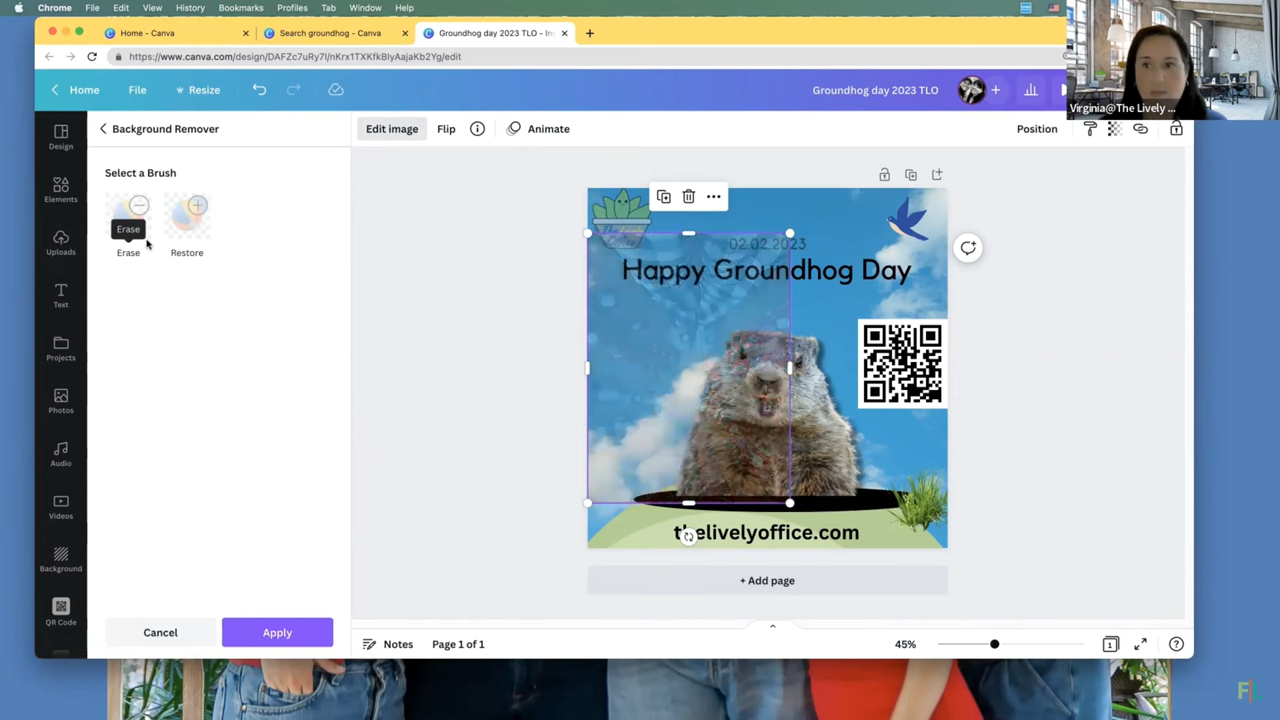 Chrome File Edit View History Bookmarks Profiles Tab Window Help
Home - Canva
Search groundhog - Canva
Groundhog day 2023 TLO - In
https://www.canva.com/design/DAFZc7uRy7I/nKrx1TXKfkBIyAajaKb2Yg/edit
Home File Resize
Groundhog day 2023 TLO
Virginia@The Lively ...
Background Remover
Edit image Flip Animate
Position
Design
Elements
Uploads
Text
Projects
Photos
Audio
Videos
Background
QR Code
Select a Brush
Erase
Erase Restore
02.02.2023
Happy Groundhog Day
thelivelyoffice.com
+ Add page
Cancel Apply
Notes Page 1 of 1
45%
1
FL